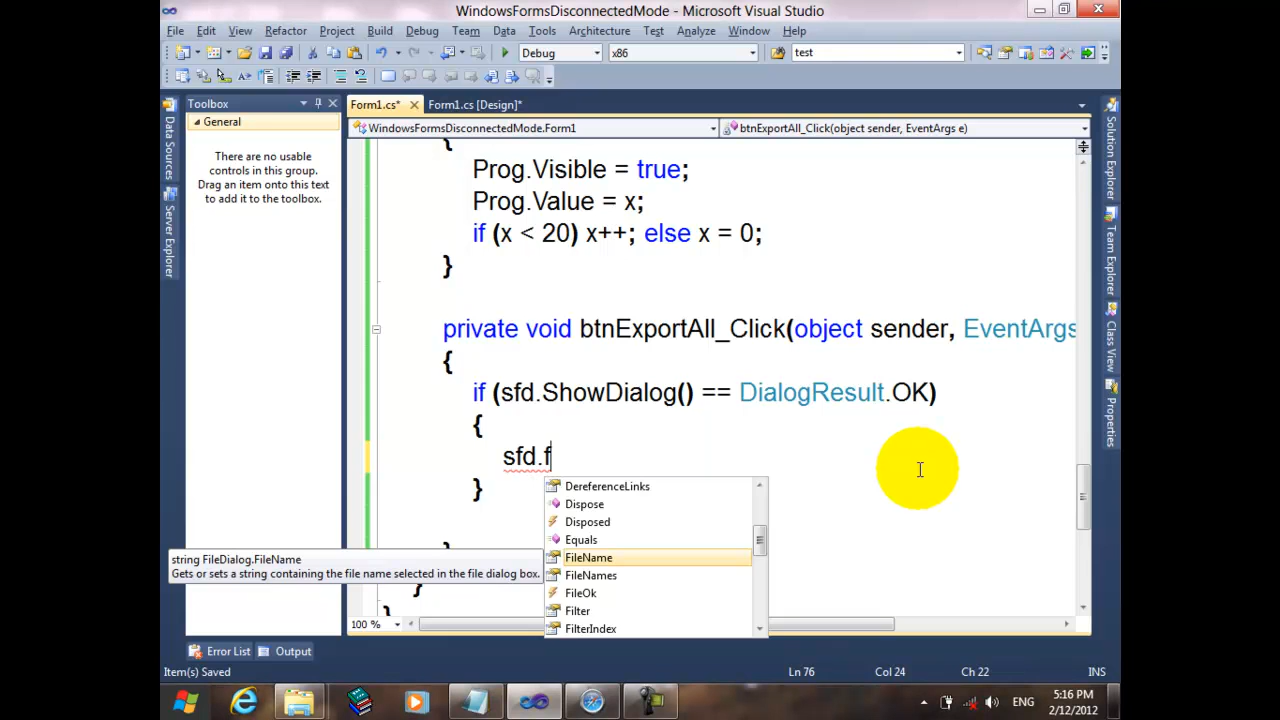 WindowsFormsDisconnectedMode - Microsoft Visual Studio
File Edit View Refactor Project Build Debug Team Data Tools Architecture Test Analyze Window Help
Debug x86 test
Toolbox
General
There are no usable
controls in this group.
Drag an item onto this text
to add it to the toolbox.
Data Sources
Server Explorer
Form1.cs* Form1.cs [Design]*
WindowsFormsDisconnectedMode.Form1 btnExportAll_Click(object sender, EventArgs e)
{
Prog.Visible = true;
Prog.Value = x;
if (x < 20) x++; else x = 0;
}
private void btnExportAll_Click(object sender, EventArgs
{
if (sfd.ShowDialog() == DialogResult.OK)
{
sfd.f
}
}
}
}
DereferenceLinks
Dispose
Disposed
Equals
FileName
FileNames
FileOk
Filter
FilterIndex
string FileDialog.FileName
Gets or sets a string containing the file name selected in the file dialog box.
Solution Explorer
Team Explorer
Class View
Properties
100 %
Error List Output
Item(s) Saved Ln 76 Col 24 Ch 22 INS
ENG 5:16 PM
2/12/2012